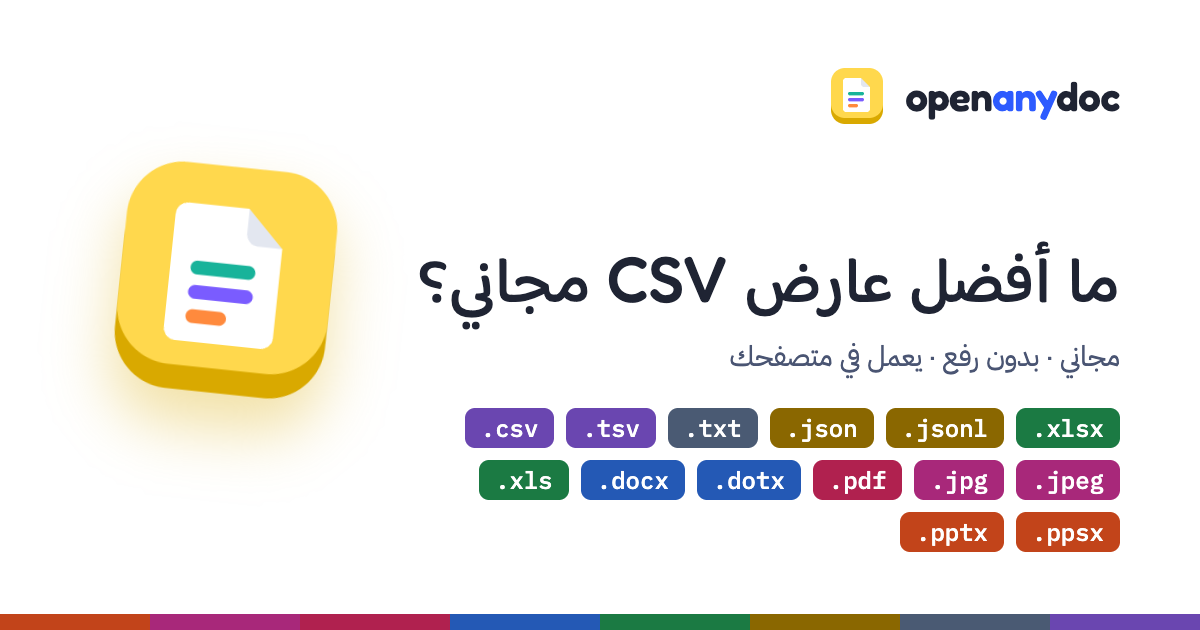 openanydoc
ما أفضل عارض CSV مجاني؟
مجاني · بدون رفع · يعمل في متصفحك
.csv .tsv .txt .json .jsonl .xlsx
.xls .docx .dotx .pdf .jpg .jpeg
.pptx .ppsx